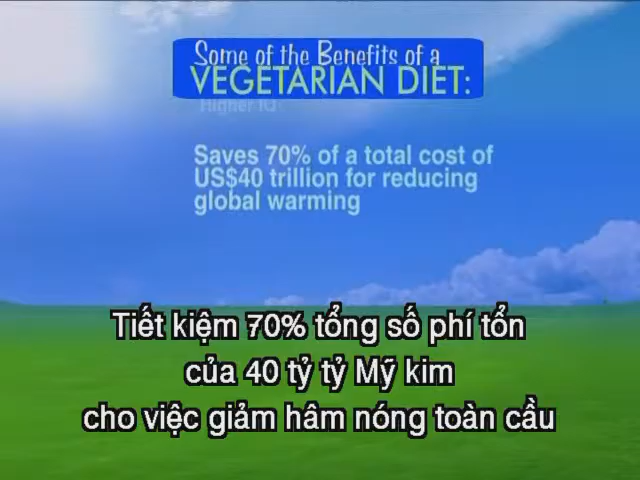 Some of the Benefits of a
VEGETARIAN DIET:
Higher IQ
Saves 70% of a total cost of
US$40 trillion for reducing
global warming
Tiết kiệm 70% tổng số phí tổn
của 40 tỷ tỷ Mỹ kim
cho việc giảm hâm nóng toàn cầu